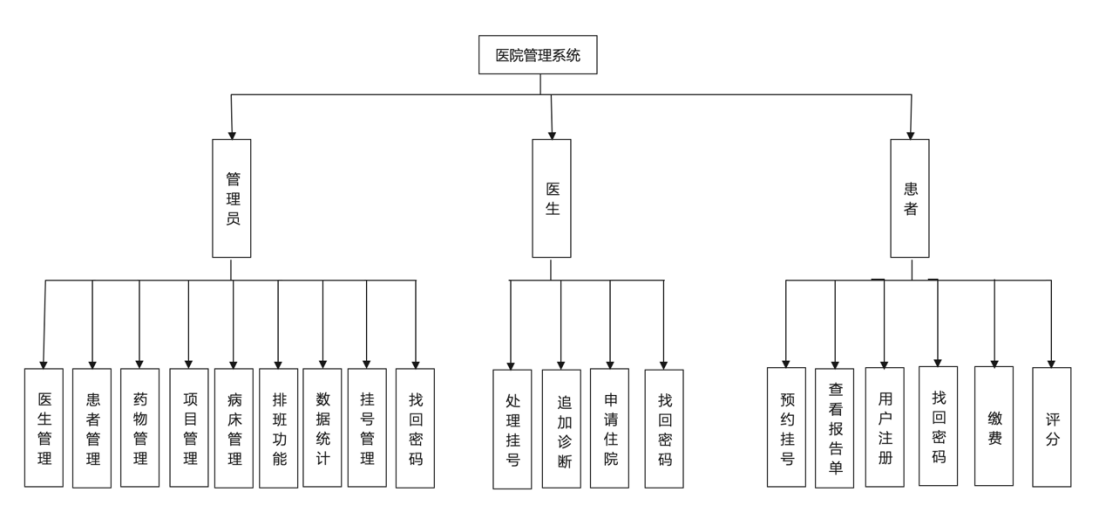 医院管理系统
管理员
医生
患者
医生管理
患者管理
药物管理
项目管理
病床管理
排班功能
数据统计
挂号管理
找回密码
处理挂号
追加诊断
申请住院
找回密码
预约挂号
查看报告单
用户注册
找回密码
缴费
评分